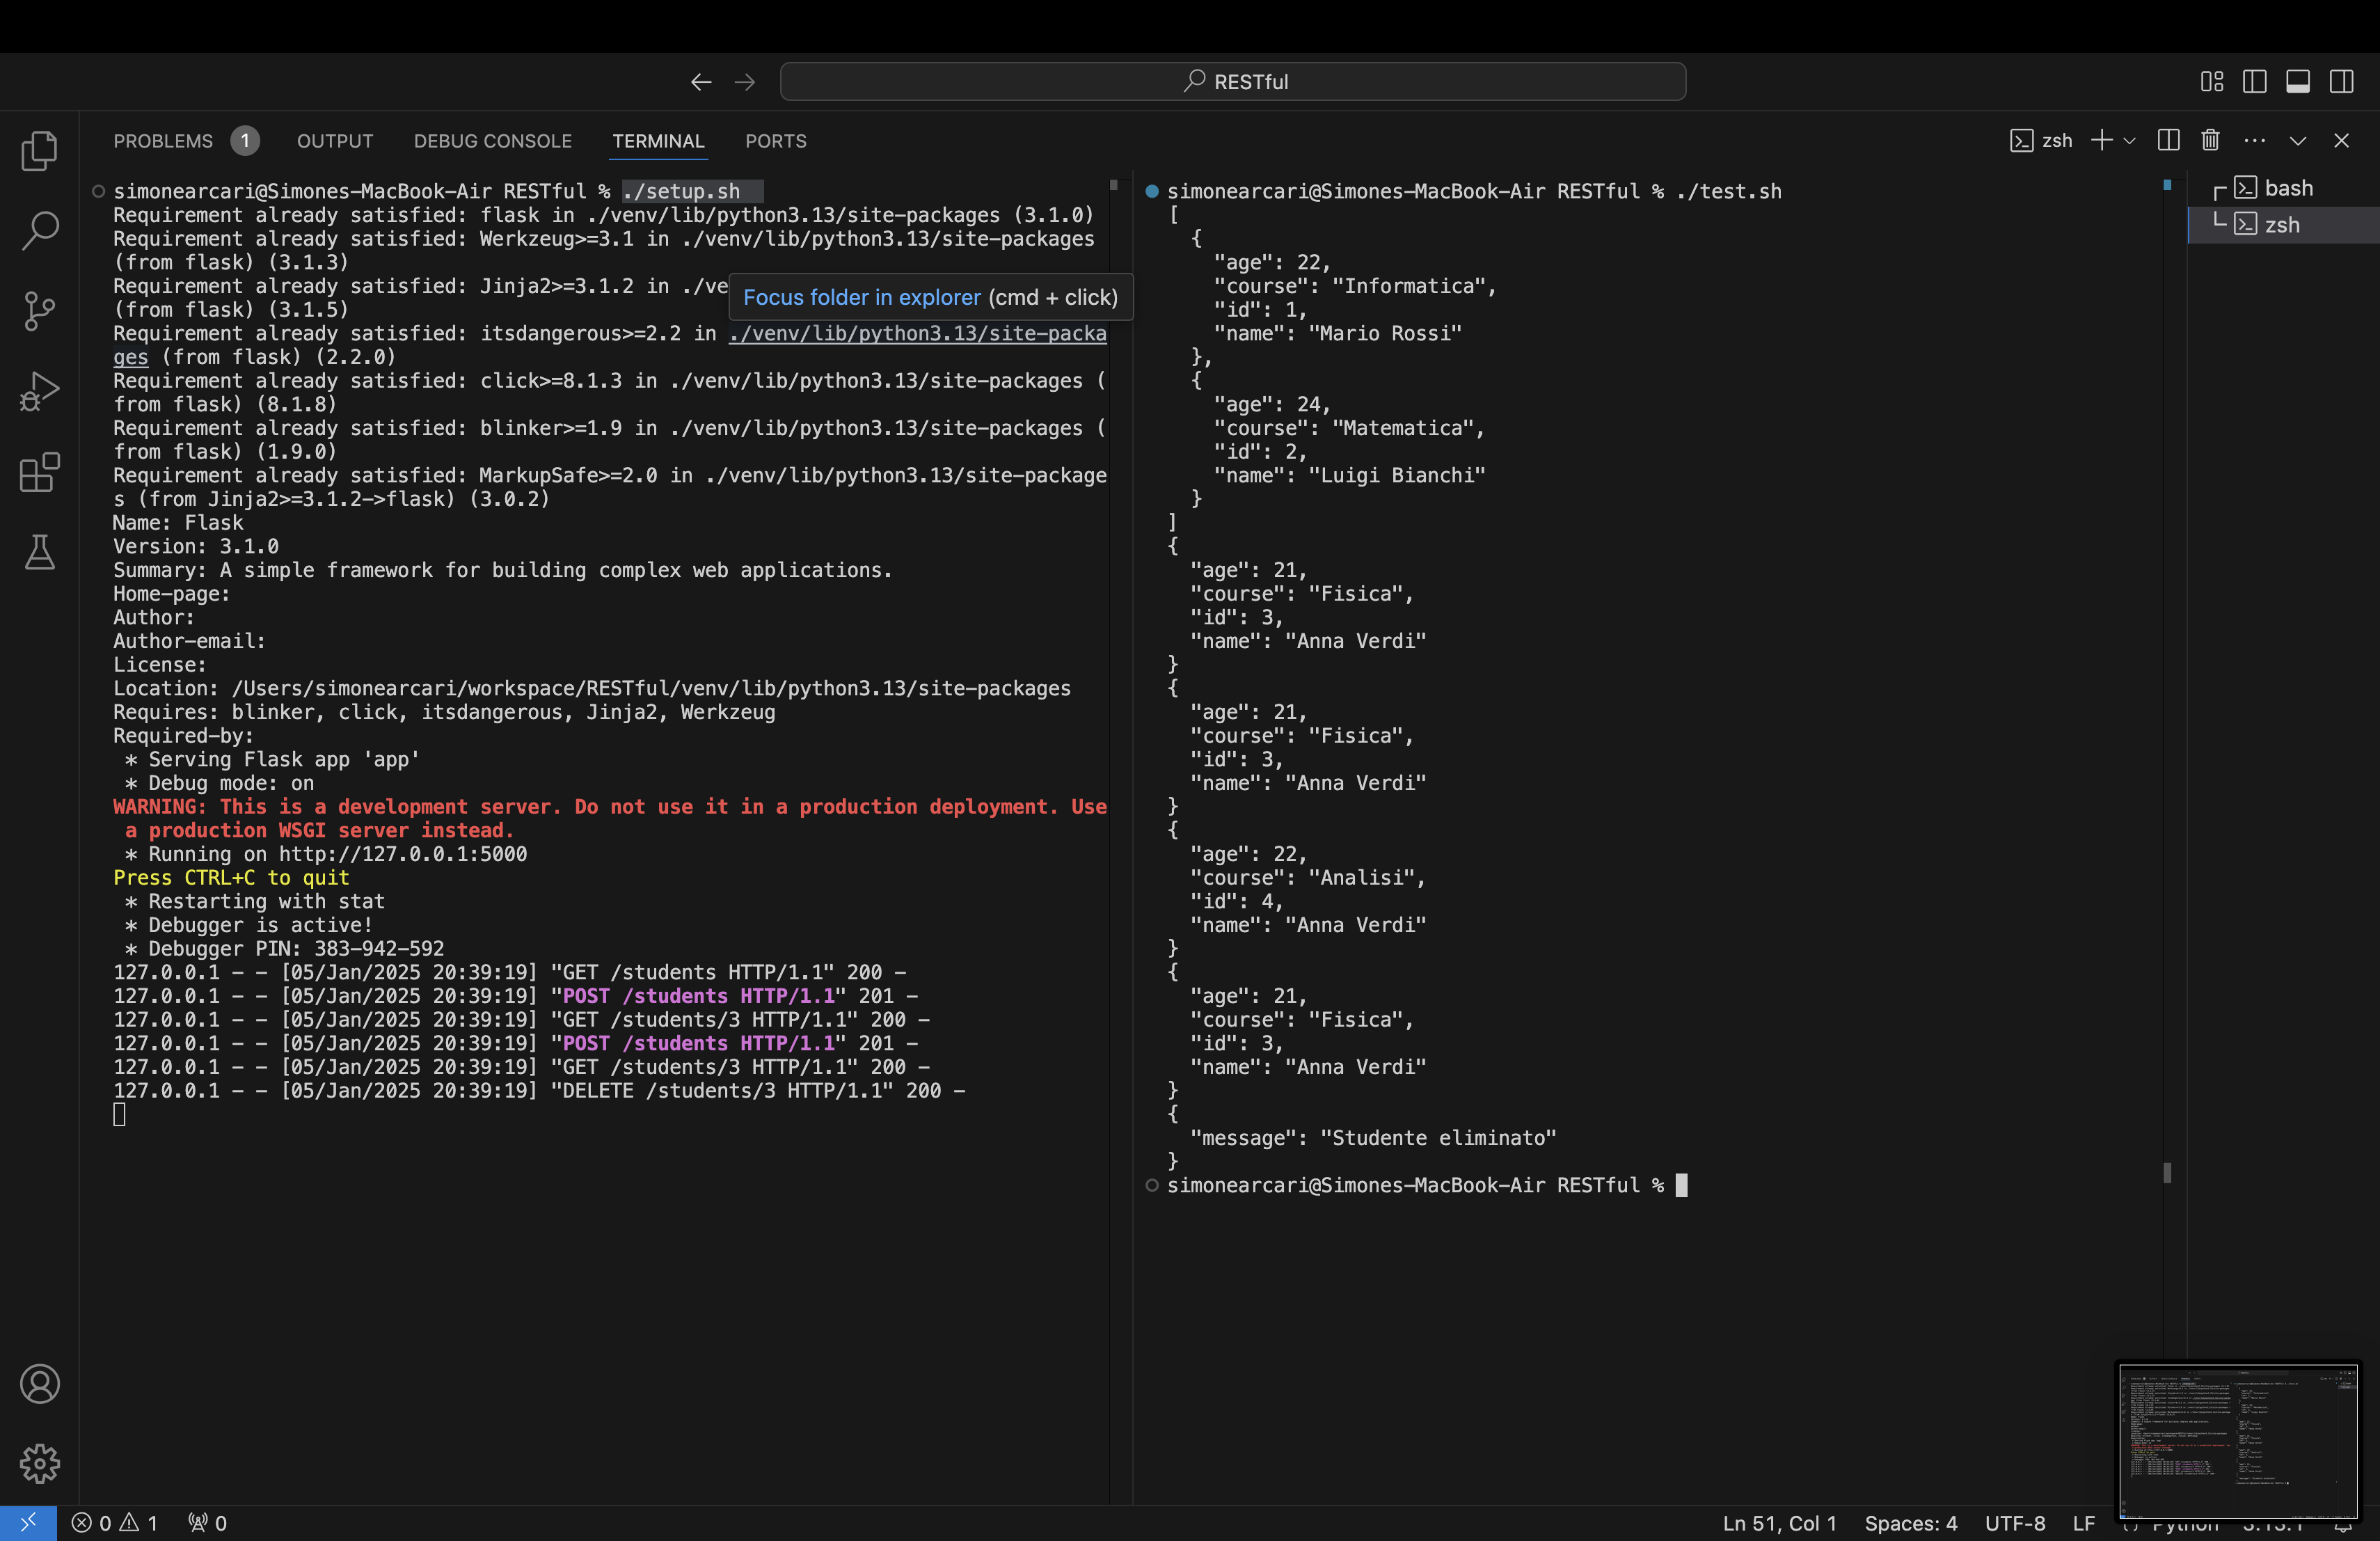 RESTful
PROBLEMS 1 OUTPUT DEBUG CONSOLE TERMINAL PORTS
zsh
simonearcari@Simones-MacBook-Air RESTful % ./setup.sh
Requirement already satisfied: flask in ./venv/lib/python3.13/site-packages (3.1.0)
Requirement already satisfied: Werkzeug>=3.1 in ./venv/lib/python3.13/site-packages
(from flask) (3.1.3)
Requirement already satisfied: Jinja2>=3.1.2 in ./ve
Focus folder in explorer (cmd + click)
(from flask) (3.1.5)
Requirement already satisfied: itsdangerous>=2.2 in ./venv/lib/python3.13/site-packa
ges (from flask) (2.2.0)
Requirement already satisfied: click>=8.1.3 in ./venv/lib/python3.13/site-packages (
from flask) (8.1.8)
Requirement already satisfied: blinker>=1.9 in ./venv/lib/python3.13/site-packages (
from flask) (1.9.0)
Requirement already satisfied: MarkupSafe>=2.0 in ./venv/lib/python3.13/site-package
s (from Jinja2>=3.1.2->flask) (3.0.2)
Name: Flask
Version: 3.1.0
Summary: A simple framework for building complex web applications.
Home-page:
Author:
Author-email:
License:
Location: /Users/simonearcari/workspace/RESTful/venv/lib/python3.13/site-packages
Requires: blinker, click, itsdangerous, Jinja2, Werkzeug
Required-by:
* Serving Flask app 'app'
* Debug mode: on
WARNING: This is a development server. Do not use it in a production deployment. Use
a production WSGI server instead.
* Running on http://127.0.0.1:5000
Press CTRL+C to quit
* Restarting with stat
* Debugger is active!
* Debugger PIN: 383-942-592
127.0.0.1 - - [05/Jan/2025 20:39:19] "GET /students HTTP/1.1" 200 -
127.0.0.1 - - [05/Jan/2025 20:39:19] "POST /students HTTP/1.1" 201 -
127.0.0.1 - - [05/Jan/2025 20:39:19] "GET /students/3 HTTP/1.1" 200 -
127.0.0.1 - - [05/Jan/2025 20:39:19] "POST /students HTTP/1.1" 201 -
127.0.0.1 - - [05/Jan/2025 20:39:19] "GET /students/3 HTTP/1.1" 200 -
127.0.0.1 - - [05/Jan/2025 20:39:19] "DELETE /students/3 HTTP/1.1" 200 -
simonearcari@Simones-MacBook-Air RESTful % ./test.sh
[
{
"age": 22,
"course": "Informatica",
"id": 1,
"name": "Mario Rossi"
},
{
"age": 24,
"course": "Matematica",
"id": 2,
"name": "Luigi Bianchi"
}
]
{
"age": 21,
"course": "Fisica",
"id": 3,
"name": "Anna Verdi"
}
{
"age": 21,
"course": "Fisica",
"id": 3,
"name": "Anna Verdi"
}
{
"age": 22,
"course": "Analisi",
"id": 4,
"name": "Anna Verdi"
}
{
"age": 21,
"course": "Fisica",
"id": 3,
"name": "Anna Verdi"
}
{
"message": "Studente eliminato"
}
simonearcari@Simones-MacBook-Air RESTful %
bash
zsh
0 1 0
Ln 51, Col 1 Spaces: 4 UTF-8 LF Python 3.13.1